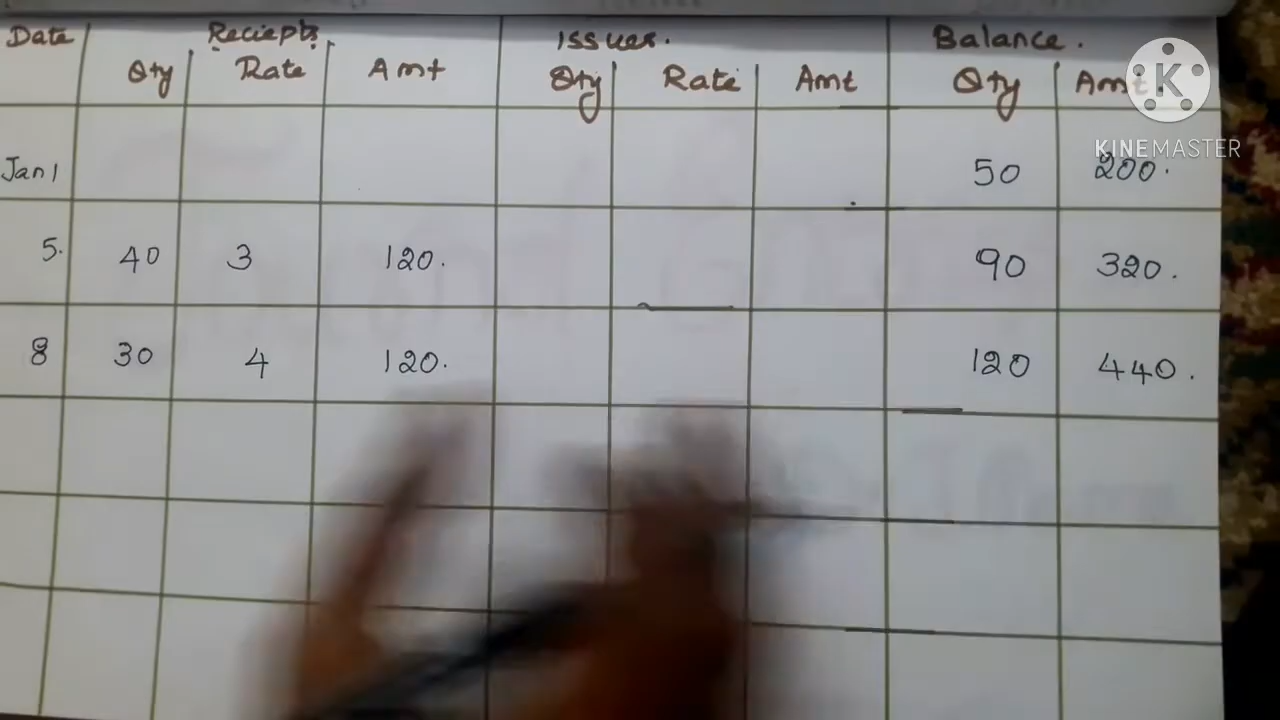 Date Reciepts Issues. Balance.
Qty Rate Amt Qty Rate Amt Qty Amt.
K
KINEMASTER
Jan 1 50 200.
5. 40 3 120. 90 320.
8 30 4 120. 120 440.